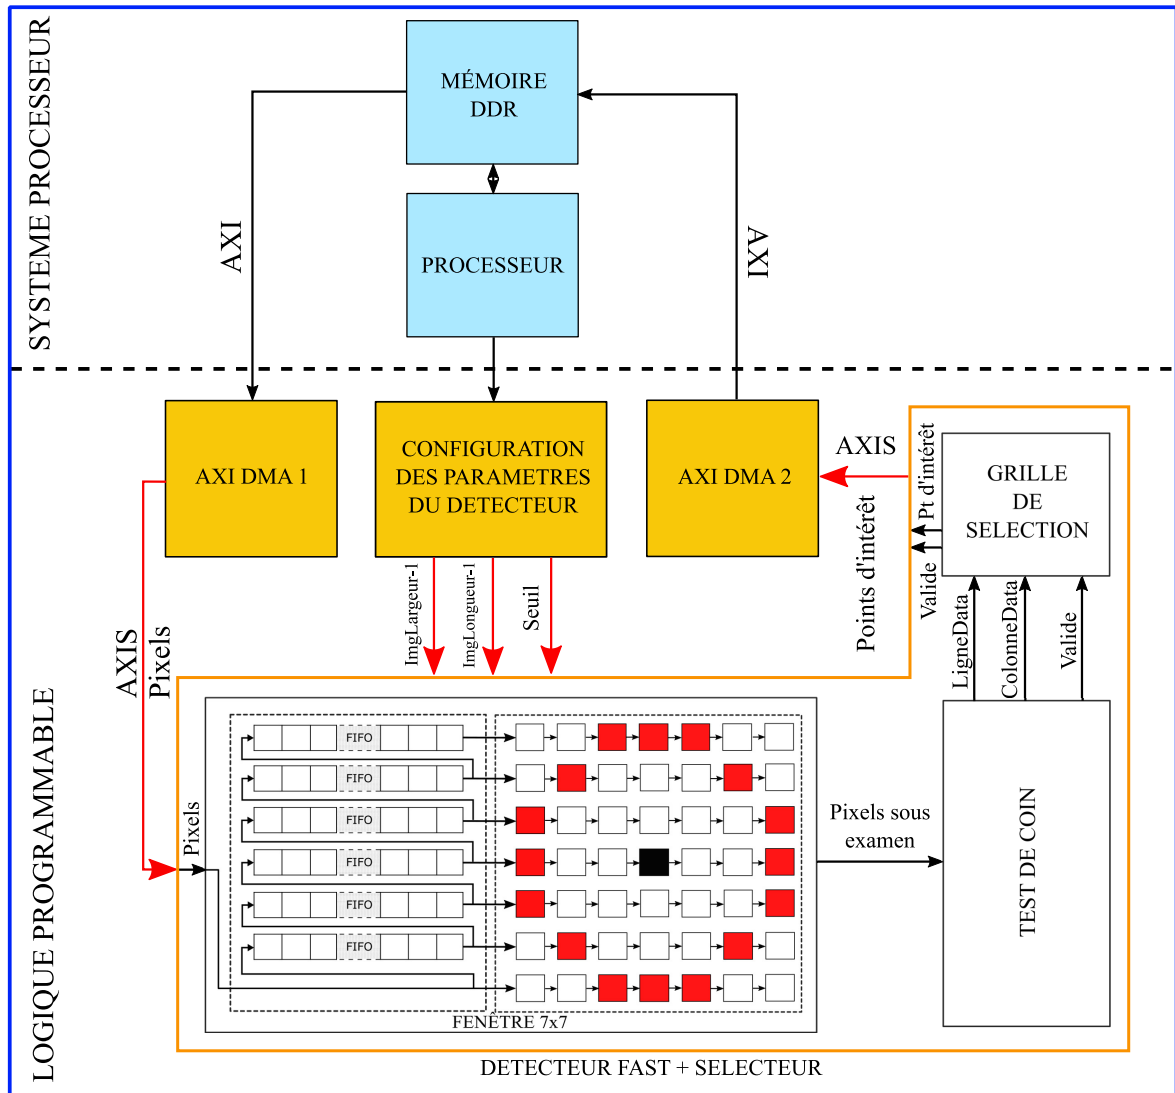 SYSTEME PROCESSEUR
MÉMOIRE
DDR
AXI
AXI
PROCESSEUR
LOGIQUE PROGRAMMABLE
AXI DMA 1
CONFIGURATION
DES PARAMETRES
DU DETECTEUR
AXI DMA 2
AXIS
Points d'intérêt
Pt d'intérêt
Valide
GRILLE
DE
SELECTION
AXIS
Pixels
ImgLargeur-1
ImgLongueur-1
Seuil
LigneData
ColonneData
Valide
Pixels
FIFO
FIFO
FIFO
FIFO
FIFO
FIFO
FENÊTRE 7x7
Pixels sous
examen
TEST DE COIN
DETECTEUR FAST + SELECTEUR